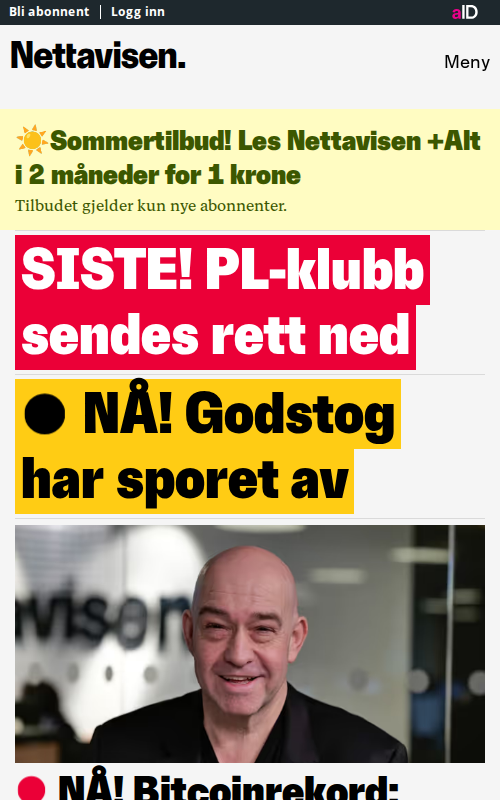 Bli abonnent | Logg inn
aID
Nettavisen.
Meny
Sommertilbud! Les Nettavisen +Alt
i 2 måneder for 1 krone
Tilbudet gjelder kun nye abonnenter.
SISTE! PL-klubb
sendes rett ned
NÅ! Godstog
har sporet av
avisen
NÅ! Bitcoinrekord: